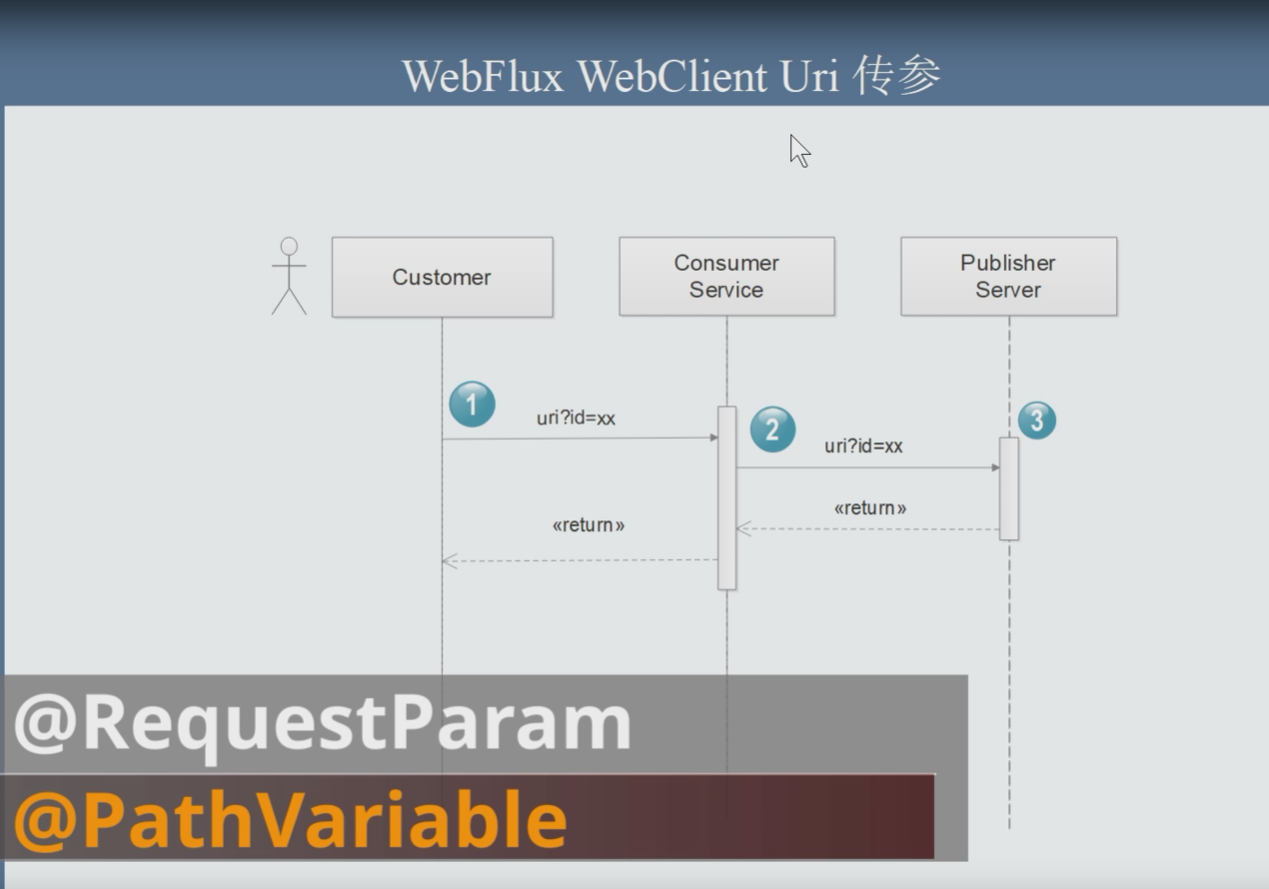 WebFlux WebClient Uri 传参
Customer
Consumer
Service
Publisher
Server
1
uri?id=xx
2
uri?id=xx
3
«return»
«return»
@RequestParam
@PathVariable